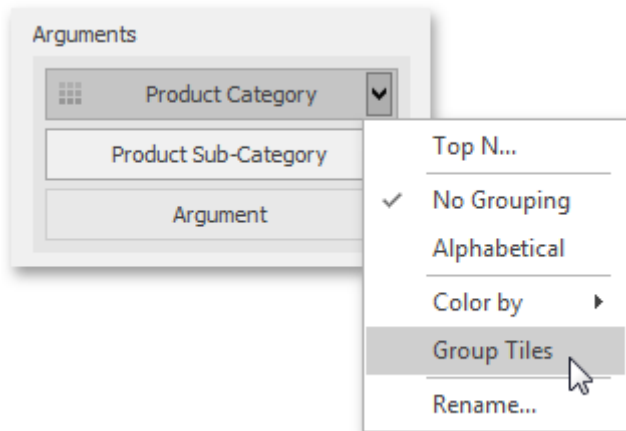 Arguments
Product Category
Product Sub-Category
Argument
Top N...
No Grouping
Alphabetical
Color by
Group Tiles
Rename...